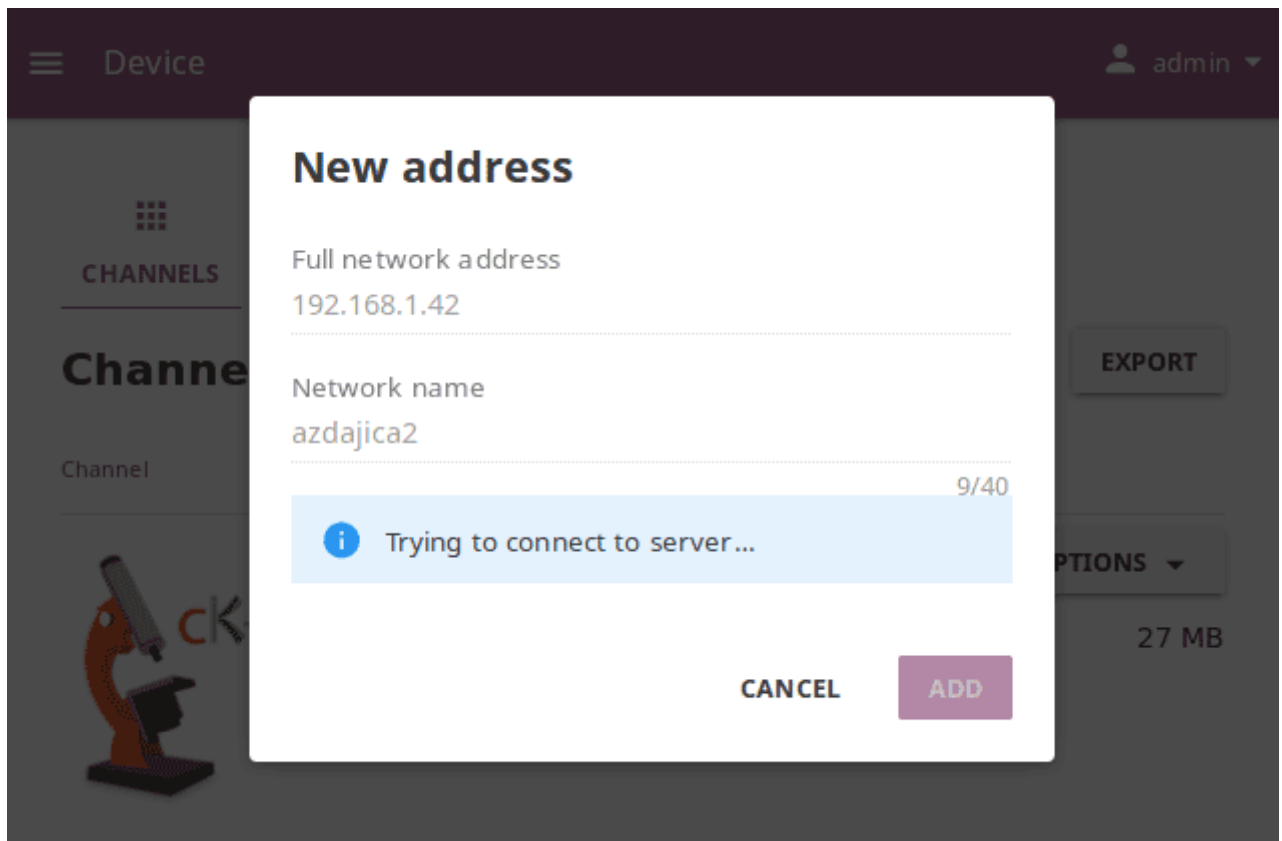 Device
admin
New address
Full network address
192.168.1.42
CHANNELS
Channe
EXPORT
Network name
azdajica2
Channel
9/40
Trying to connect to server...
PTIONS
cK
27 MB
CANCEL
ADD